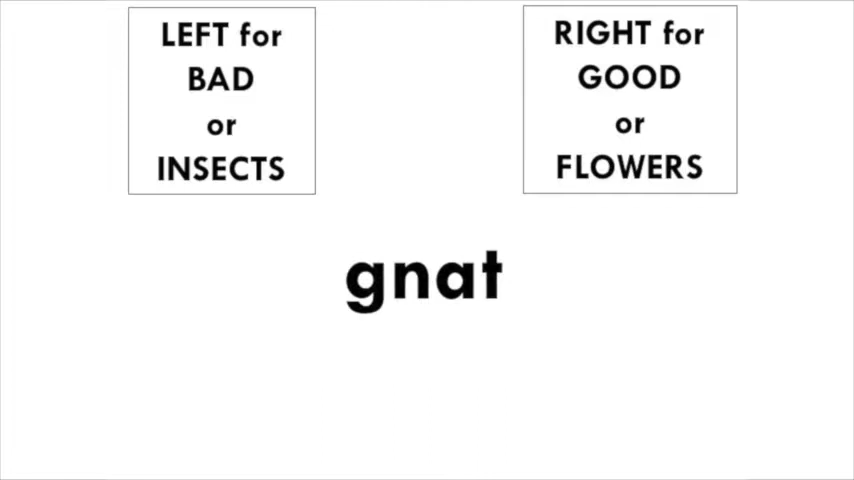 LEFT for
BAD
or
INSECTS
RIGHT for
GOOD
or
FLOWERS
gnat